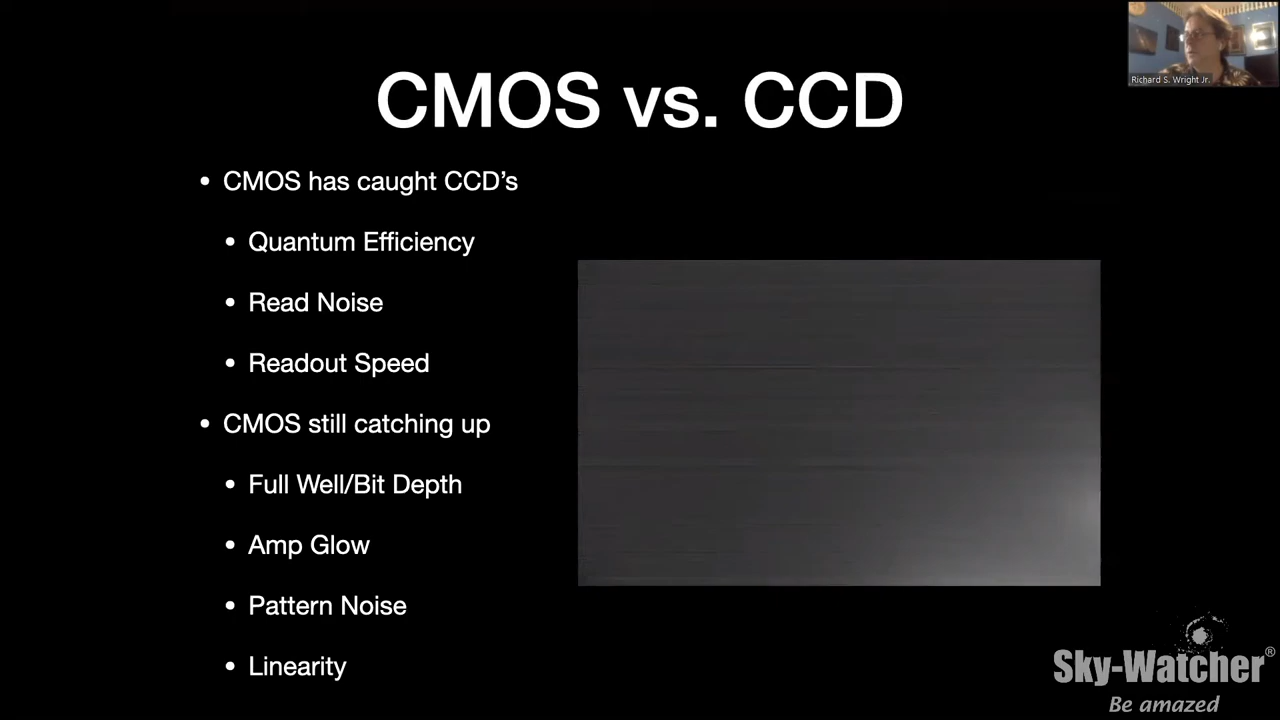 Richard S. Wright Jr.
CMOS vs. CCD
• CMOS has caught CCD’s
• Quantum Efficiency
• Read Noise
• Readout Speed
• CMOS still catching up
• Full Well/Bit Depth
• Amp Glow
• Pattern Noise
• Linearity
Sky-Watcher®
Be amazed